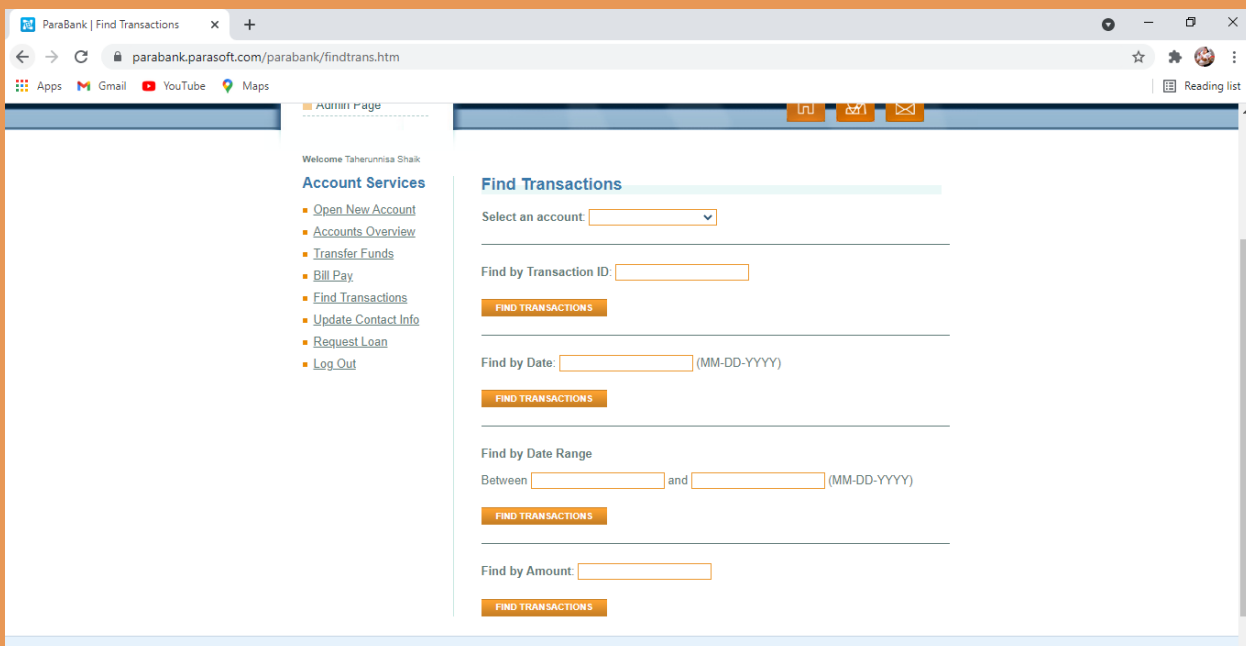 ParaBank | Find Transactions
parabank.parasoft.com/parabank/findtrans.htm
Apps Gmail YouTube Maps Reading list
Admin Page
Welcome Taherunnisa Shaik
Account Services
Open New Account
Accounts Overview
Transfer Funds
Bill Pay
Find Transactions
Update Contact Info
Request Loan
Log Out
Find Transactions
Select an account:
Find by Transaction ID:
FIND TRANSACTIONS
Find by Date: (MM-DD-YYYY)
FIND TRANSACTIONS
Find by Date Range
Between and (MM-DD-YYYY)
FIND TRANSACTIONS
Find by Amount:
FIND TRANSACTIONS